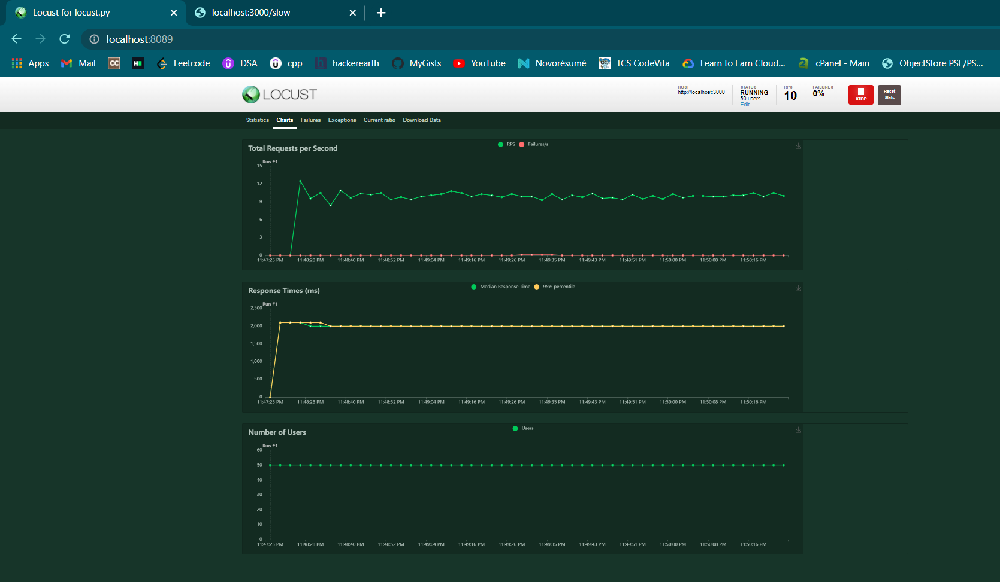 Locust for locust.py
localhost:3000/slow
localhost:8089
Apps Mail CC H Leetcode DSA cpp h hackerearth MyGists YouTube Novorésumé TCS CodeVita Learn to Earn Cloud... cPanel - Main ObjectStore PSE/PS...
LOCUST
HOST
http://localhost:3000
STATUS
RUNNING
50 users
Edit
RPS
10
FAILURES
0%
STOP
Reset
Stats
Statistics Charts Failures Exceptions Current ratio Download Data
Total Requests per Second
RPS Failures/s
Run #1
15
12
9
6
3
0
11:47:25 PM 11:48:28 PM 11:48:40 PM 11:48:52 PM 11:49:04 PM 11:49:16 PM 11:49:26 PM 11:49:35 PM 11:49:43 PM 11:49:51 PM 11:50:00 PM 11:50:08 PM 11:50:16 PM
Response Times (ms)
Median Response Time 95% percentile
Run #1
2,500
2,000
1,500
1,000
500
0
11:47:25 PM 11:48:28 PM 11:48:40 PM 11:48:52 PM 11:49:04 PM 11:49:16 PM 11:49:26 PM 11:49:35 PM 11:49:43 PM 11:49:51 PM 11:50:00 PM 11:50:08 PM 11:50:16 PM
Number of Users
Users
Run #1
60
50
40
30
20
10
0
11:47:25 PM 11:48:28 PM 11:48:40 PM 11:48:52 PM 11:49:04 PM 11:49:16 PM 11:49:26 PM 11:49:35 PM 11:49:43 PM 11:49:51 PM 11:50:00 PM 11:50:08 PM 11:50:16 PM